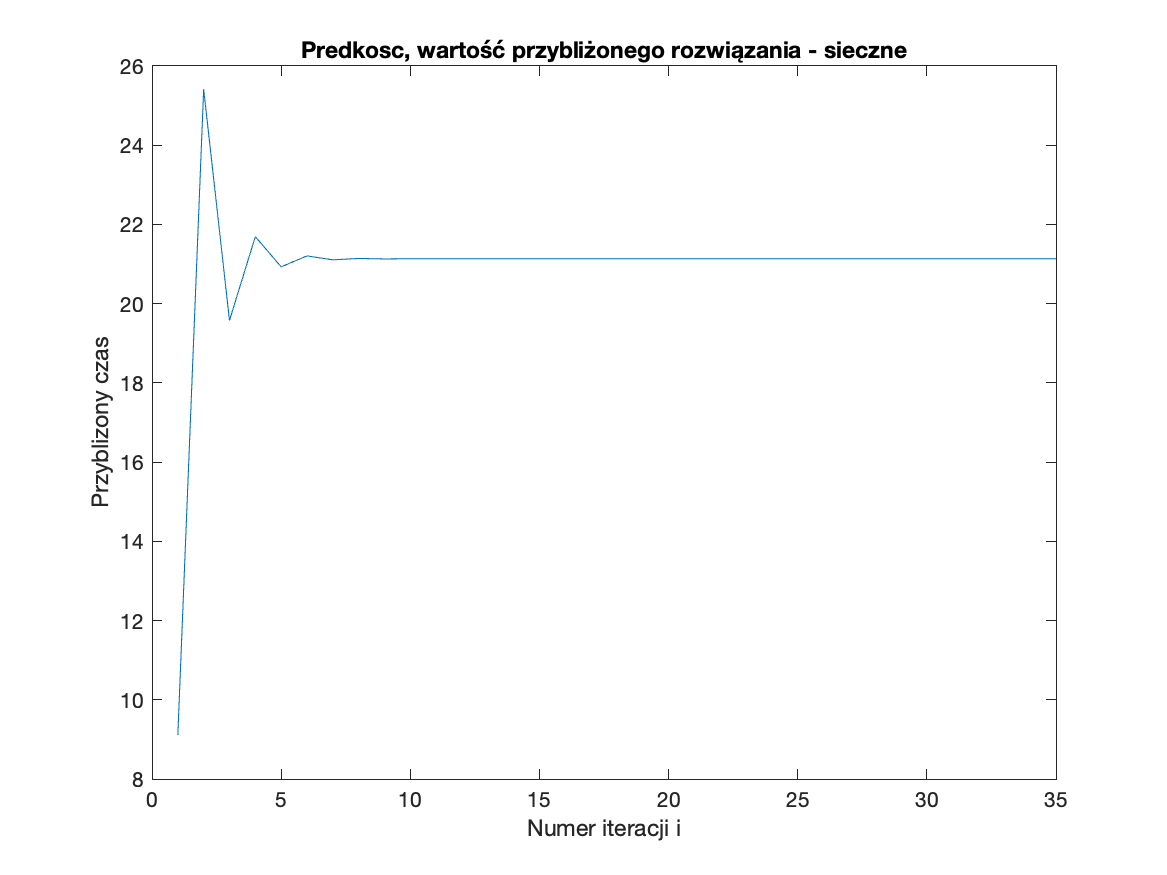 Predkosc, wartość przybliżonego rozwiązania - sieczne
26
24
22
20
18
16
14
12
10
8
Przyblizony czas
0 5 10 15 20 25 30 35
Numer iteracji i